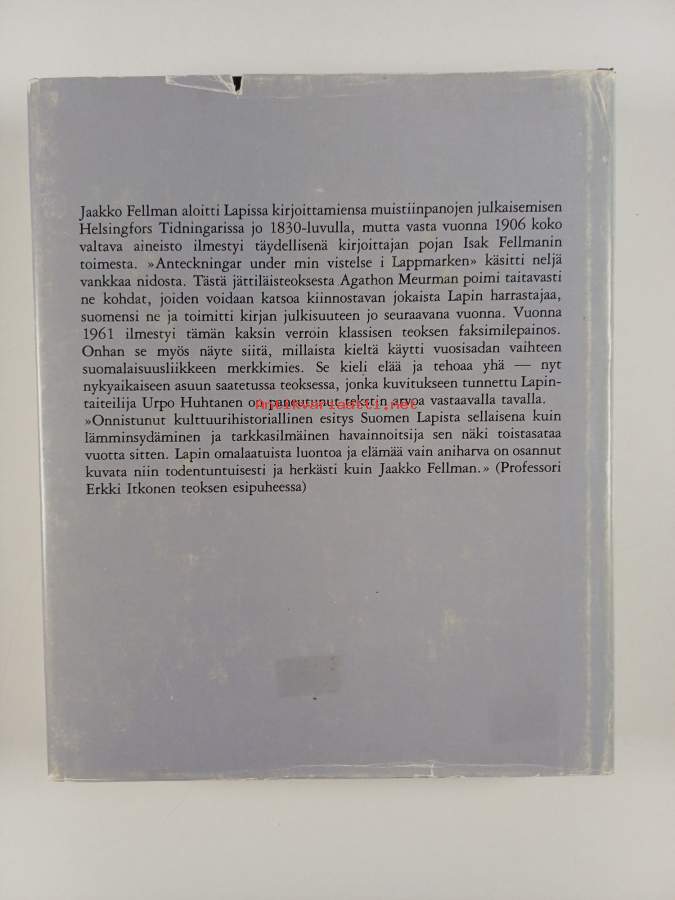 Jaakko Fellman aloitti Lapissa kirjoittamiensa muistiinpanojen julkaisemisen
Helsingfors Tidningarissa jo 1830-luvulla, mutta vasta vuonna 1906 koko
valtava aineisto ilmestyi täydellisenä kirjoittajan pojan Isak Fellmanin
toimesta. »Anteckningar under min vistelse i Lappmarken» käsitti neljä
vankkaa nidosta. Tästä jättiläisteoksesta Agathon Meurman poimi taitavasti
ne kohdat, joiden voidaan katsoa kiinnostavan jokaista Lapin harrastajaa,
suomensi ne ja toimitti kirjan julkisuuteen jo seuraavana vuonna. Vuonna
1961 ilmestyi tämän kaksin verroin klassisen teoksen faksimilepainos.
Onhan se myös näyte siitä, millaista kieltä käytti vuosisadan vaihteen
suomalaisuusliikkeen merkkimies. Se kieli elää ja tehoaa yhä — nyt
nykyaikaiseen asuun saatetussa teoksessa, jonka kuvitukseen tunnettu Lapin-
taiteilija Urpo Huhtanen on paneutunut tekstin arvoa vastaavalla tavalla.
Antikvariaatti.net
»Onnistunut kulttuurihistoriallinen esitys Suomen Lapista sellaisena kuin
lämminsydäminen ja tarkkasilmäinen havainnoitsija sen näki toistasataa
vuotta sitten. Lapin omalaatuista luontoa ja elämää vain aniharva on osannut
kuvata niin todentuntuisesti ja herkästi kuin Jaakko Fellman.» (Professori
Erkki Itkonen teoksen esipuheessa)